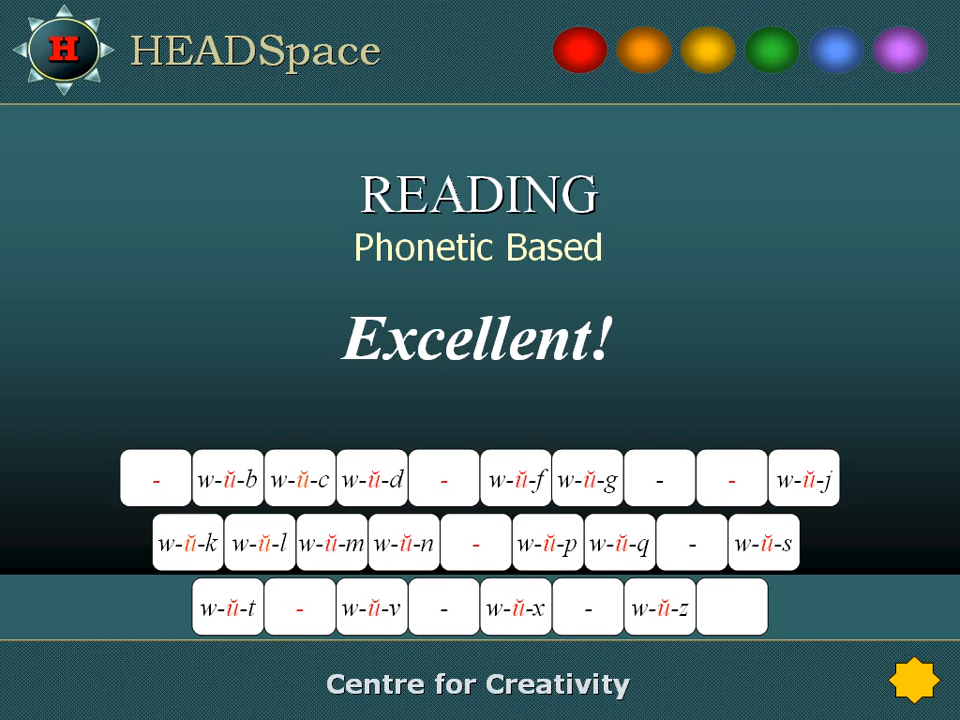 H HEADSpace
READING
Phonetic Based
Excellent!
- w-ŭ-b w-ŭ-c w-ŭ-d - w-ŭ-f w-ŭ-g - - w-ŭ-j
w-ŭ-k w-ŭ-l w-ŭ-m w-ŭ-n - w-ŭ-p w-ŭ-q - w-ŭ-s
w-ŭ-t - w-ŭ-v - w-ŭ-x - w-ŭ-z
Centre for Creativity